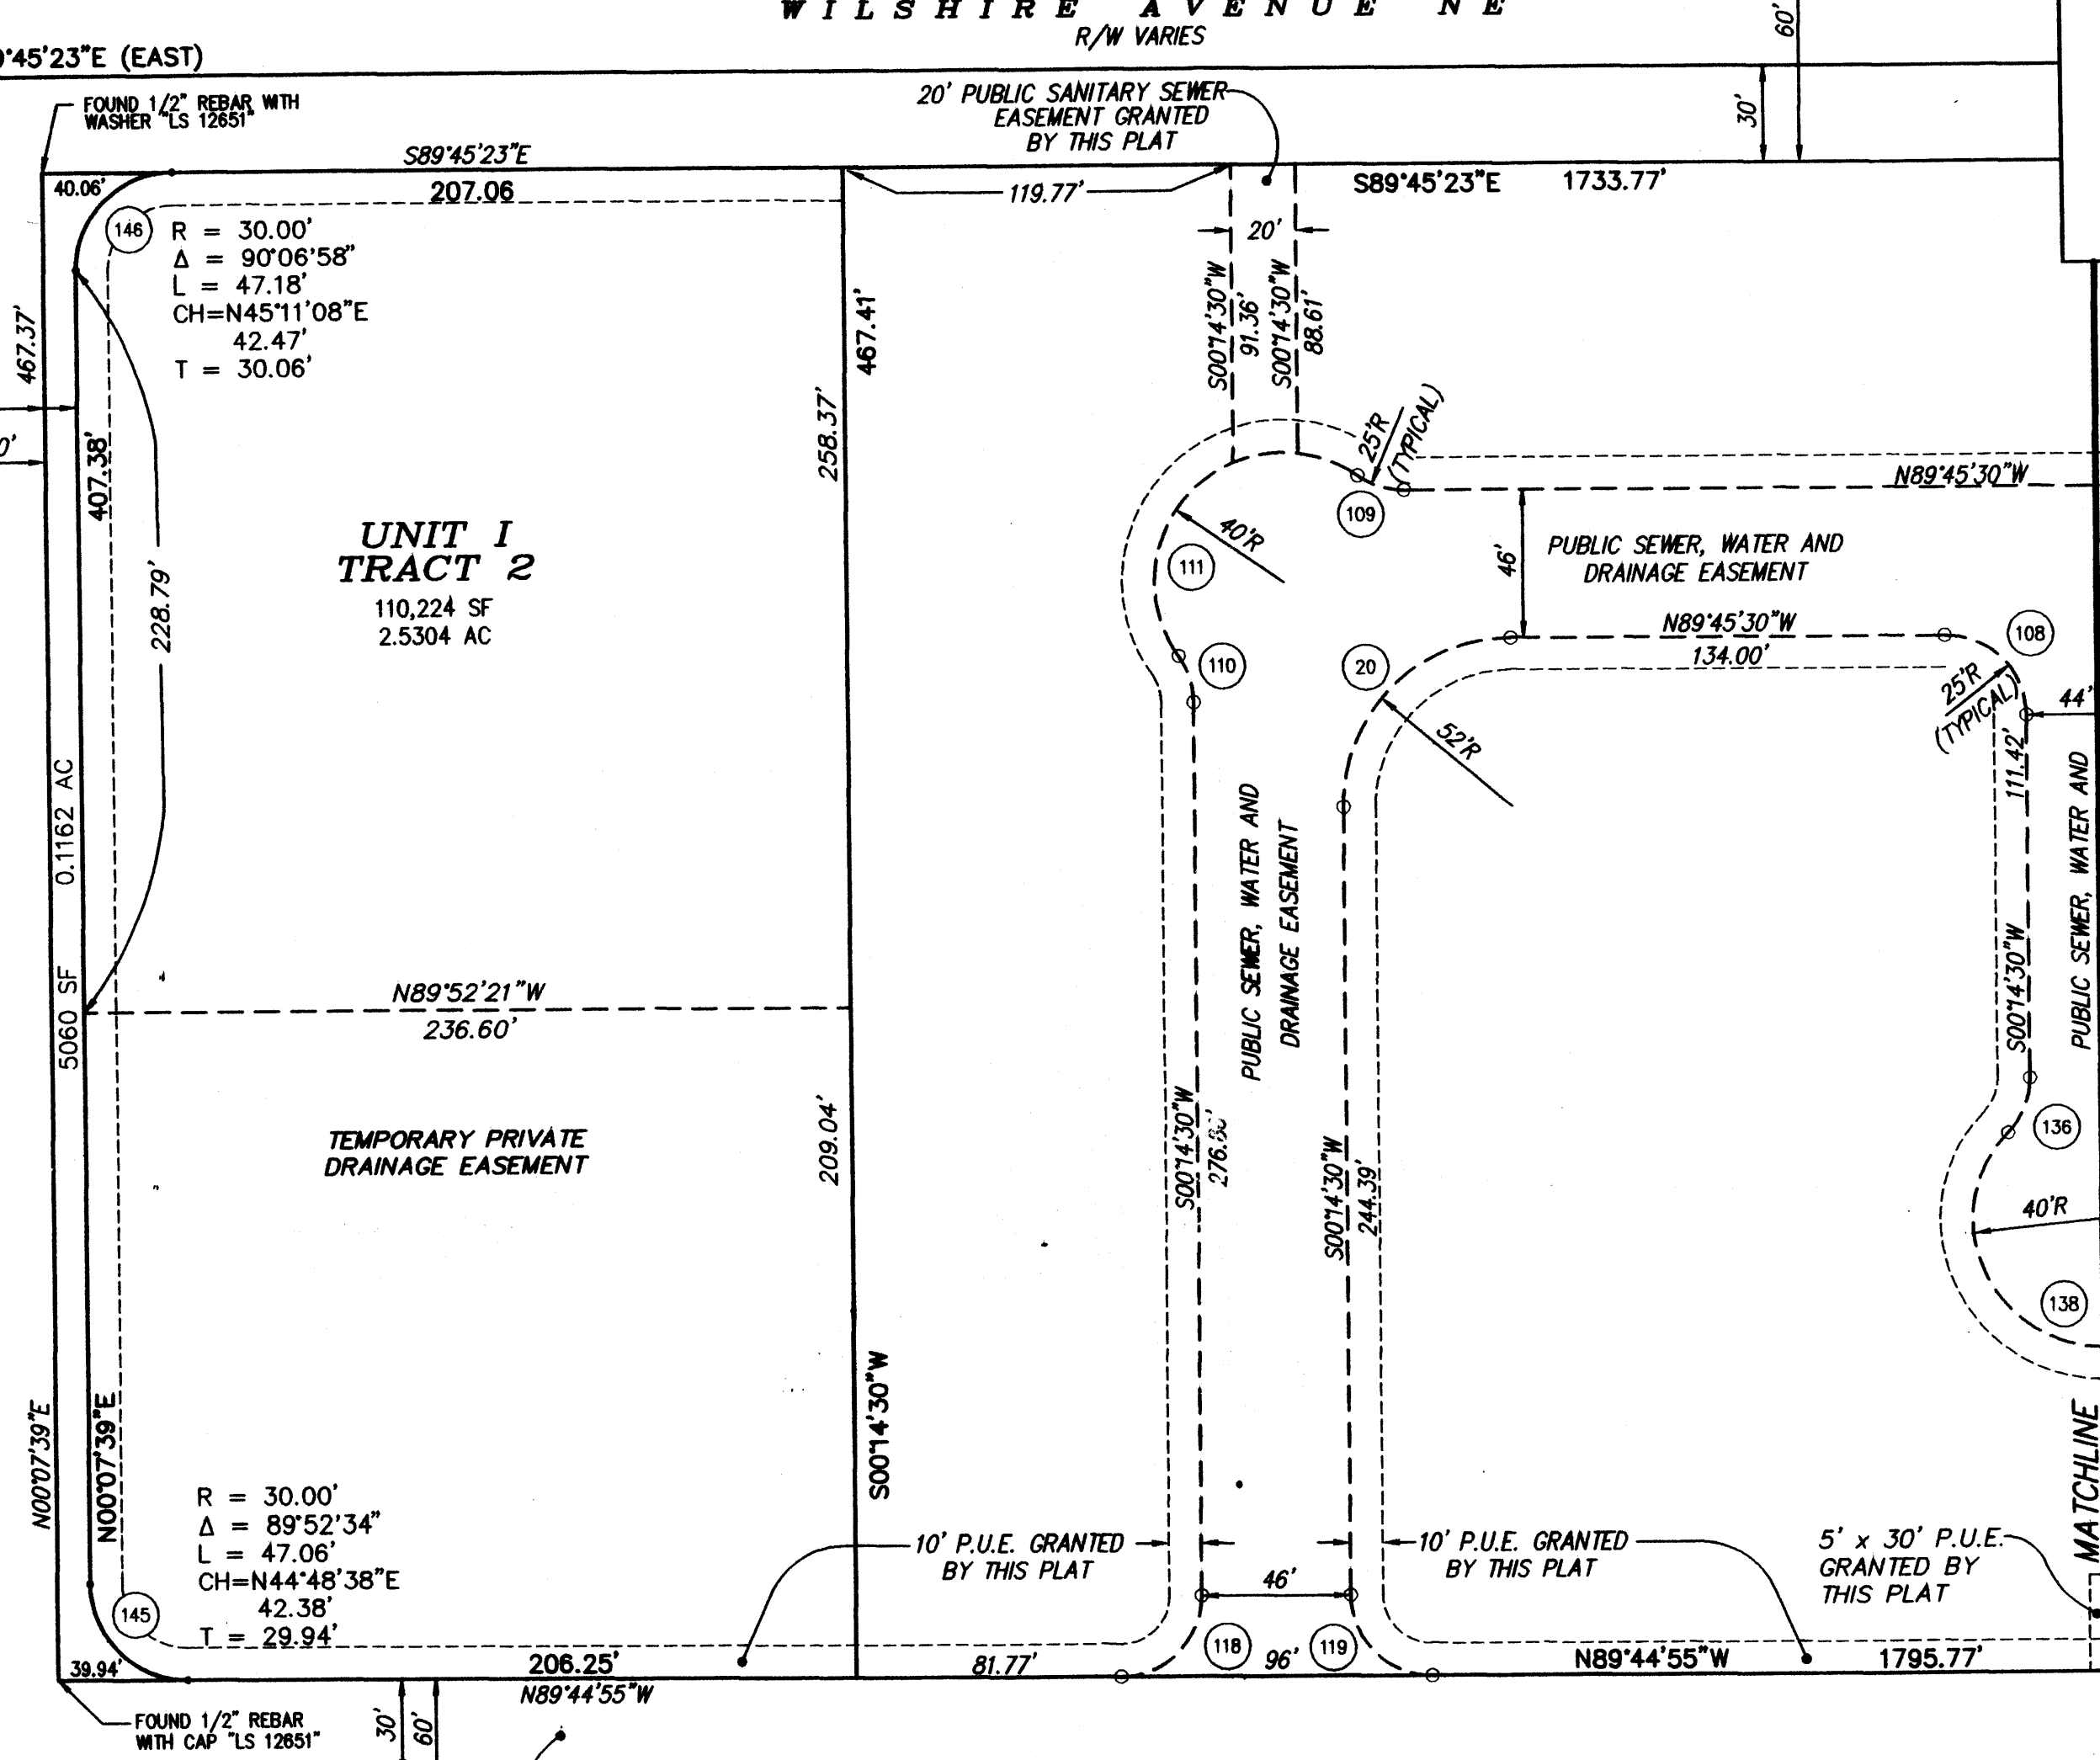 WILSHIRE AVENUE NE
R/W VARIES
°45'23"E (EAST)
60'
30'
FOUND 1/2" REBAR WITH
WASHER "LS 12651"
20' PUBLIC SANITARY SEWER
EASEMENT GRANTED
BY THIS PLAT
S89°45'23"E
40.06'
207.06
119.77'
S89°45'23"E 1733.77'
146
R = 30.00'
Δ = 90°06'58"
L = 47.18'
CH=N45°11'08"E
42.47'
T = 30.06'
20'
S00°14'30"W
91.36'
S00°14'30"W
88.61'
467.37'
467.41'
258.37'
407.38'
0'
25'R
(TYPICAL)
109
N89°45'30"W
40'R
111
46'
PUBLIC SEWER, WATER AND
DRAINAGE EASEMENT
UNIT I
TRACT 2
110,224 SF
2.5304 AC
228.79'
110
20
N89°45'30"W
134.00'
108
25'R
(TYPICAL)
44'
52'R
111.42'
5060 SF 0.1162 AC
PUBLIC SEWER, WATER AND
DRAINAGE EASEMENT
PUBLIC SEWER, WATER AND
S00°14'30"W
N89°52'21"W
236.60'
TEMPORARY PRIVATE
DRAINAGE EASEMENT
209.04'
S00°14'30"W
S00°14'30"W
244.39'
136
40'R
138
N00°07'39"E
N00°07'39"E
S00°14'30"W
MATCHLINE
R = 30.00'
Δ = 89°52'34"
L = 47.06'
CH=N44°48'38"E
42.38'
T = 29.94'
145
10' P.U.E. GRANTED
BY THIS PLAT
10' P.U.E. GRANTED
BY THIS PLAT
5' x 30' P.U.E.
GRANTED BY
THIS PLAT
46'
118
96'
119
39.94'
206.25'
N89°44'55"W
81.77'
N89°44'55"W 1795.77'
FOUND 1/2" REBAR
WITH CAP "LS 12651"
30'
60'